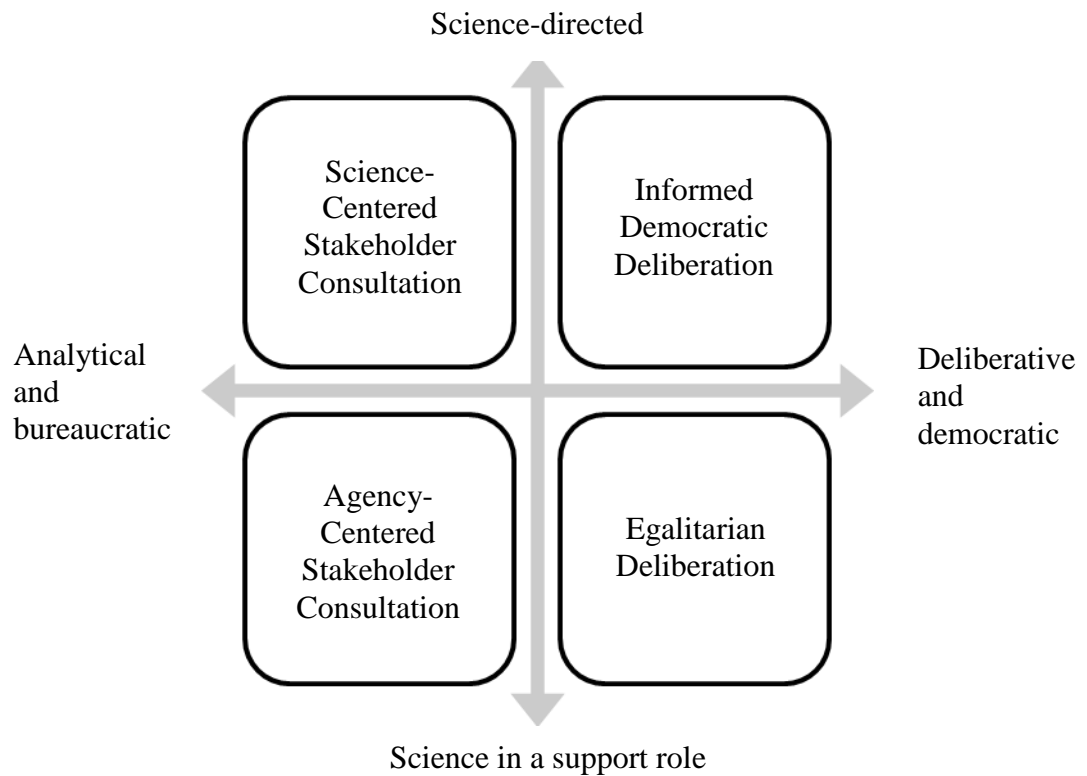 Science-directed
Science-
Centered
Stakeholder
Consultation
Informed
Democratic
Deliberation
Analytical
and
bureaucratic
Deliberative
and
democratic
Agency-
Centered
Stakeholder
Consultation
Egalitarian
Deliberation
Science in a support role